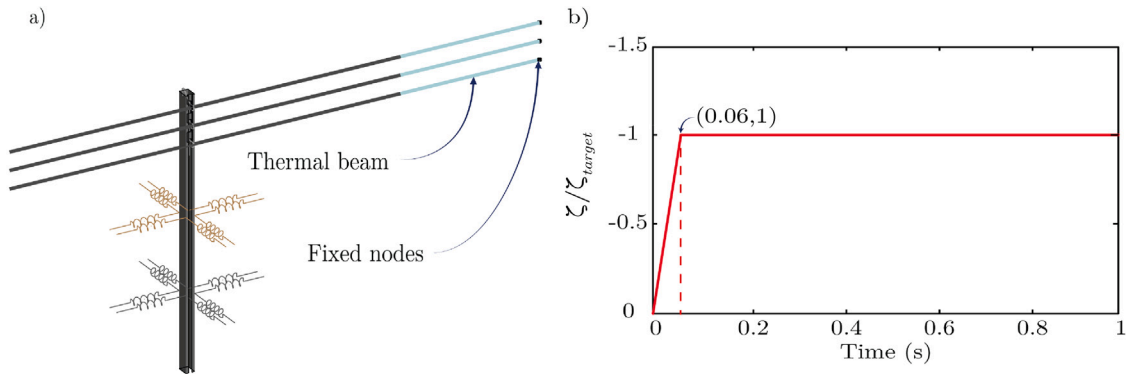 a)
Thermal beam
Fixed nodes
b)
-1.5
-1
-0.5
0
ζ/ζtarget
(0.06,1)
0 0.2 0.4 0.6 0.8 1
Time (s)